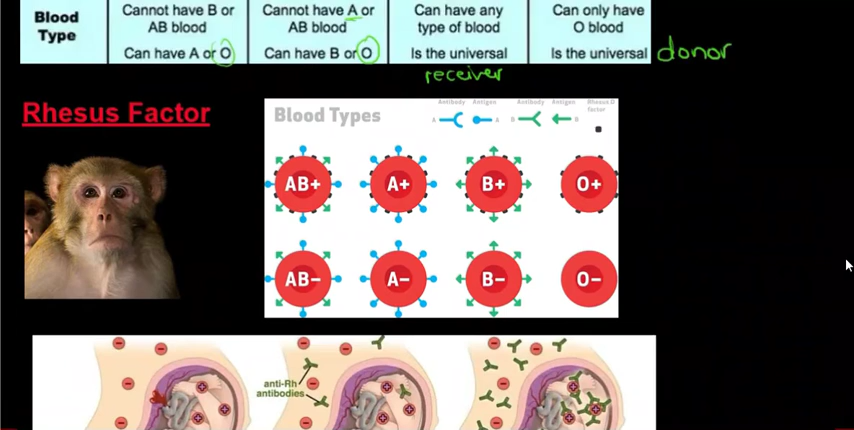 Blood
Type
Cannot have B or
AB blood
Can have A or O
Cannot have A or
AB blood
Can have B or O
Can have any
type of blood
Is the universal
receiver
Can only have
O blood
Is the universal
donor
Rhesus Factor
Blood Types
Antibody Antigen Antibody Antigen Rhesus D
factor
A A B B
AB+ A+ B+ O+
AB− A− B− O−
anti-Rh
antibodies